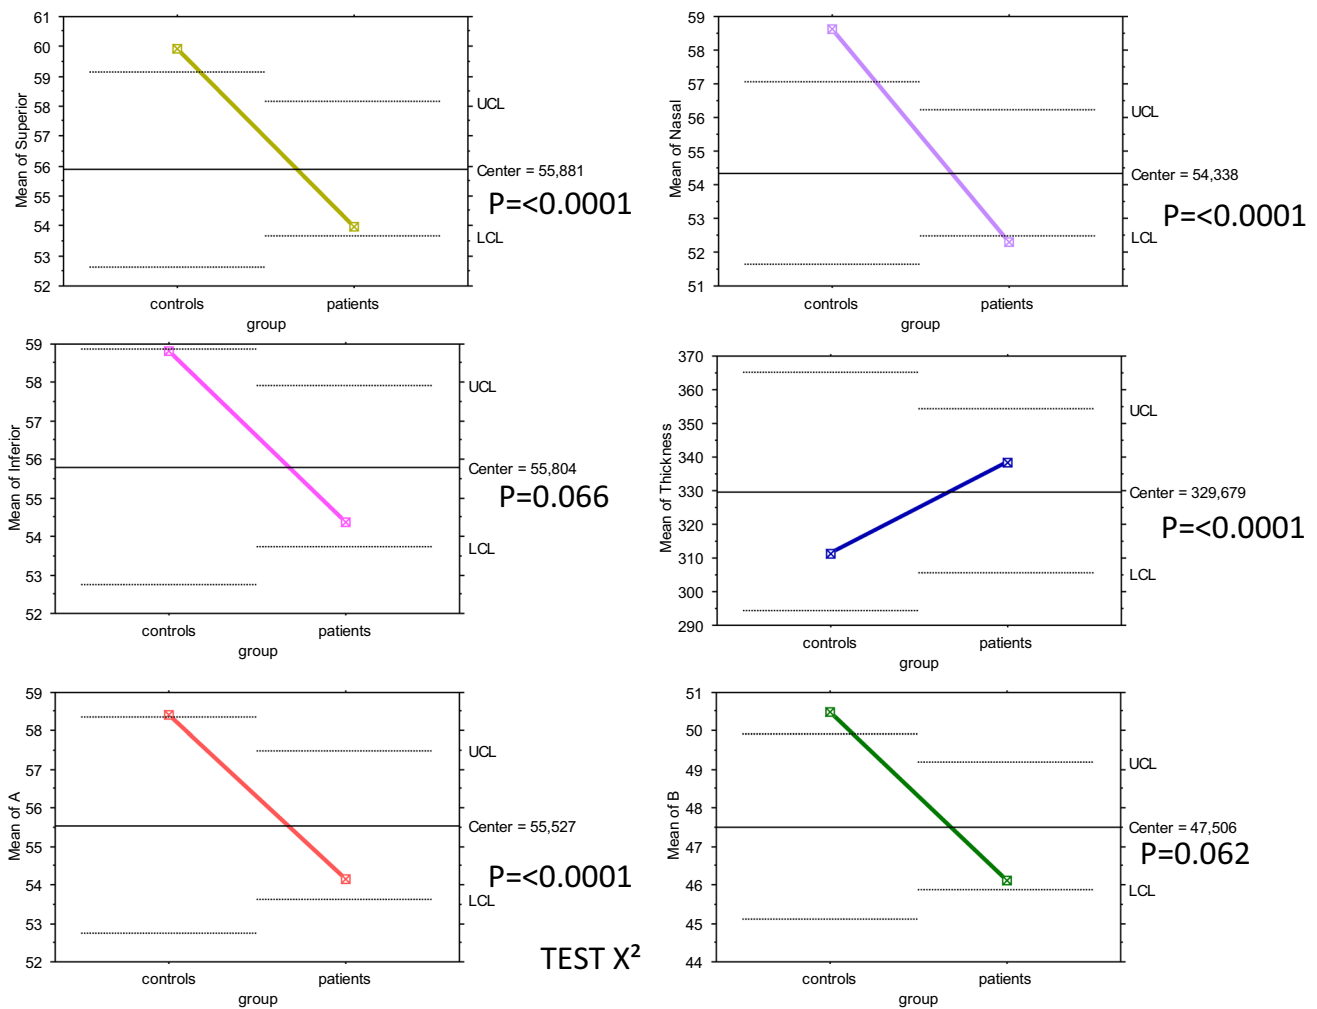 Mean of Superior
61
60
59
58
57
56
55
54
53
52
UCL
Center = 55,881
P=<0.0001
LCL
controls patients
group
Mean of Nasal
59
58
57
56
55
54
53
52
51
UCL
Center = 54,338
P=<0.0001
LCL
controls patients
group
Mean of Inferior
59
58
57
56
55
54
53
52
UCL
Center = 55,804
P=0.066
LCL
controls patients
group
Mean of Thickness
370
360
350
340
330
320
310
300
290
UCL
Center = 329,679
P=<0.0001
LCL
controls patients
group
Mean of A
59
58
57
56
55
54
53
52
UCL
Center = 55,527
P=<0.0001
LCL
controls patients
group
TEST X²
Mean of B
51
50
49
48
47
46
45
44
UCL
Center = 47,506
P=0.062
LCL
controls patients
group